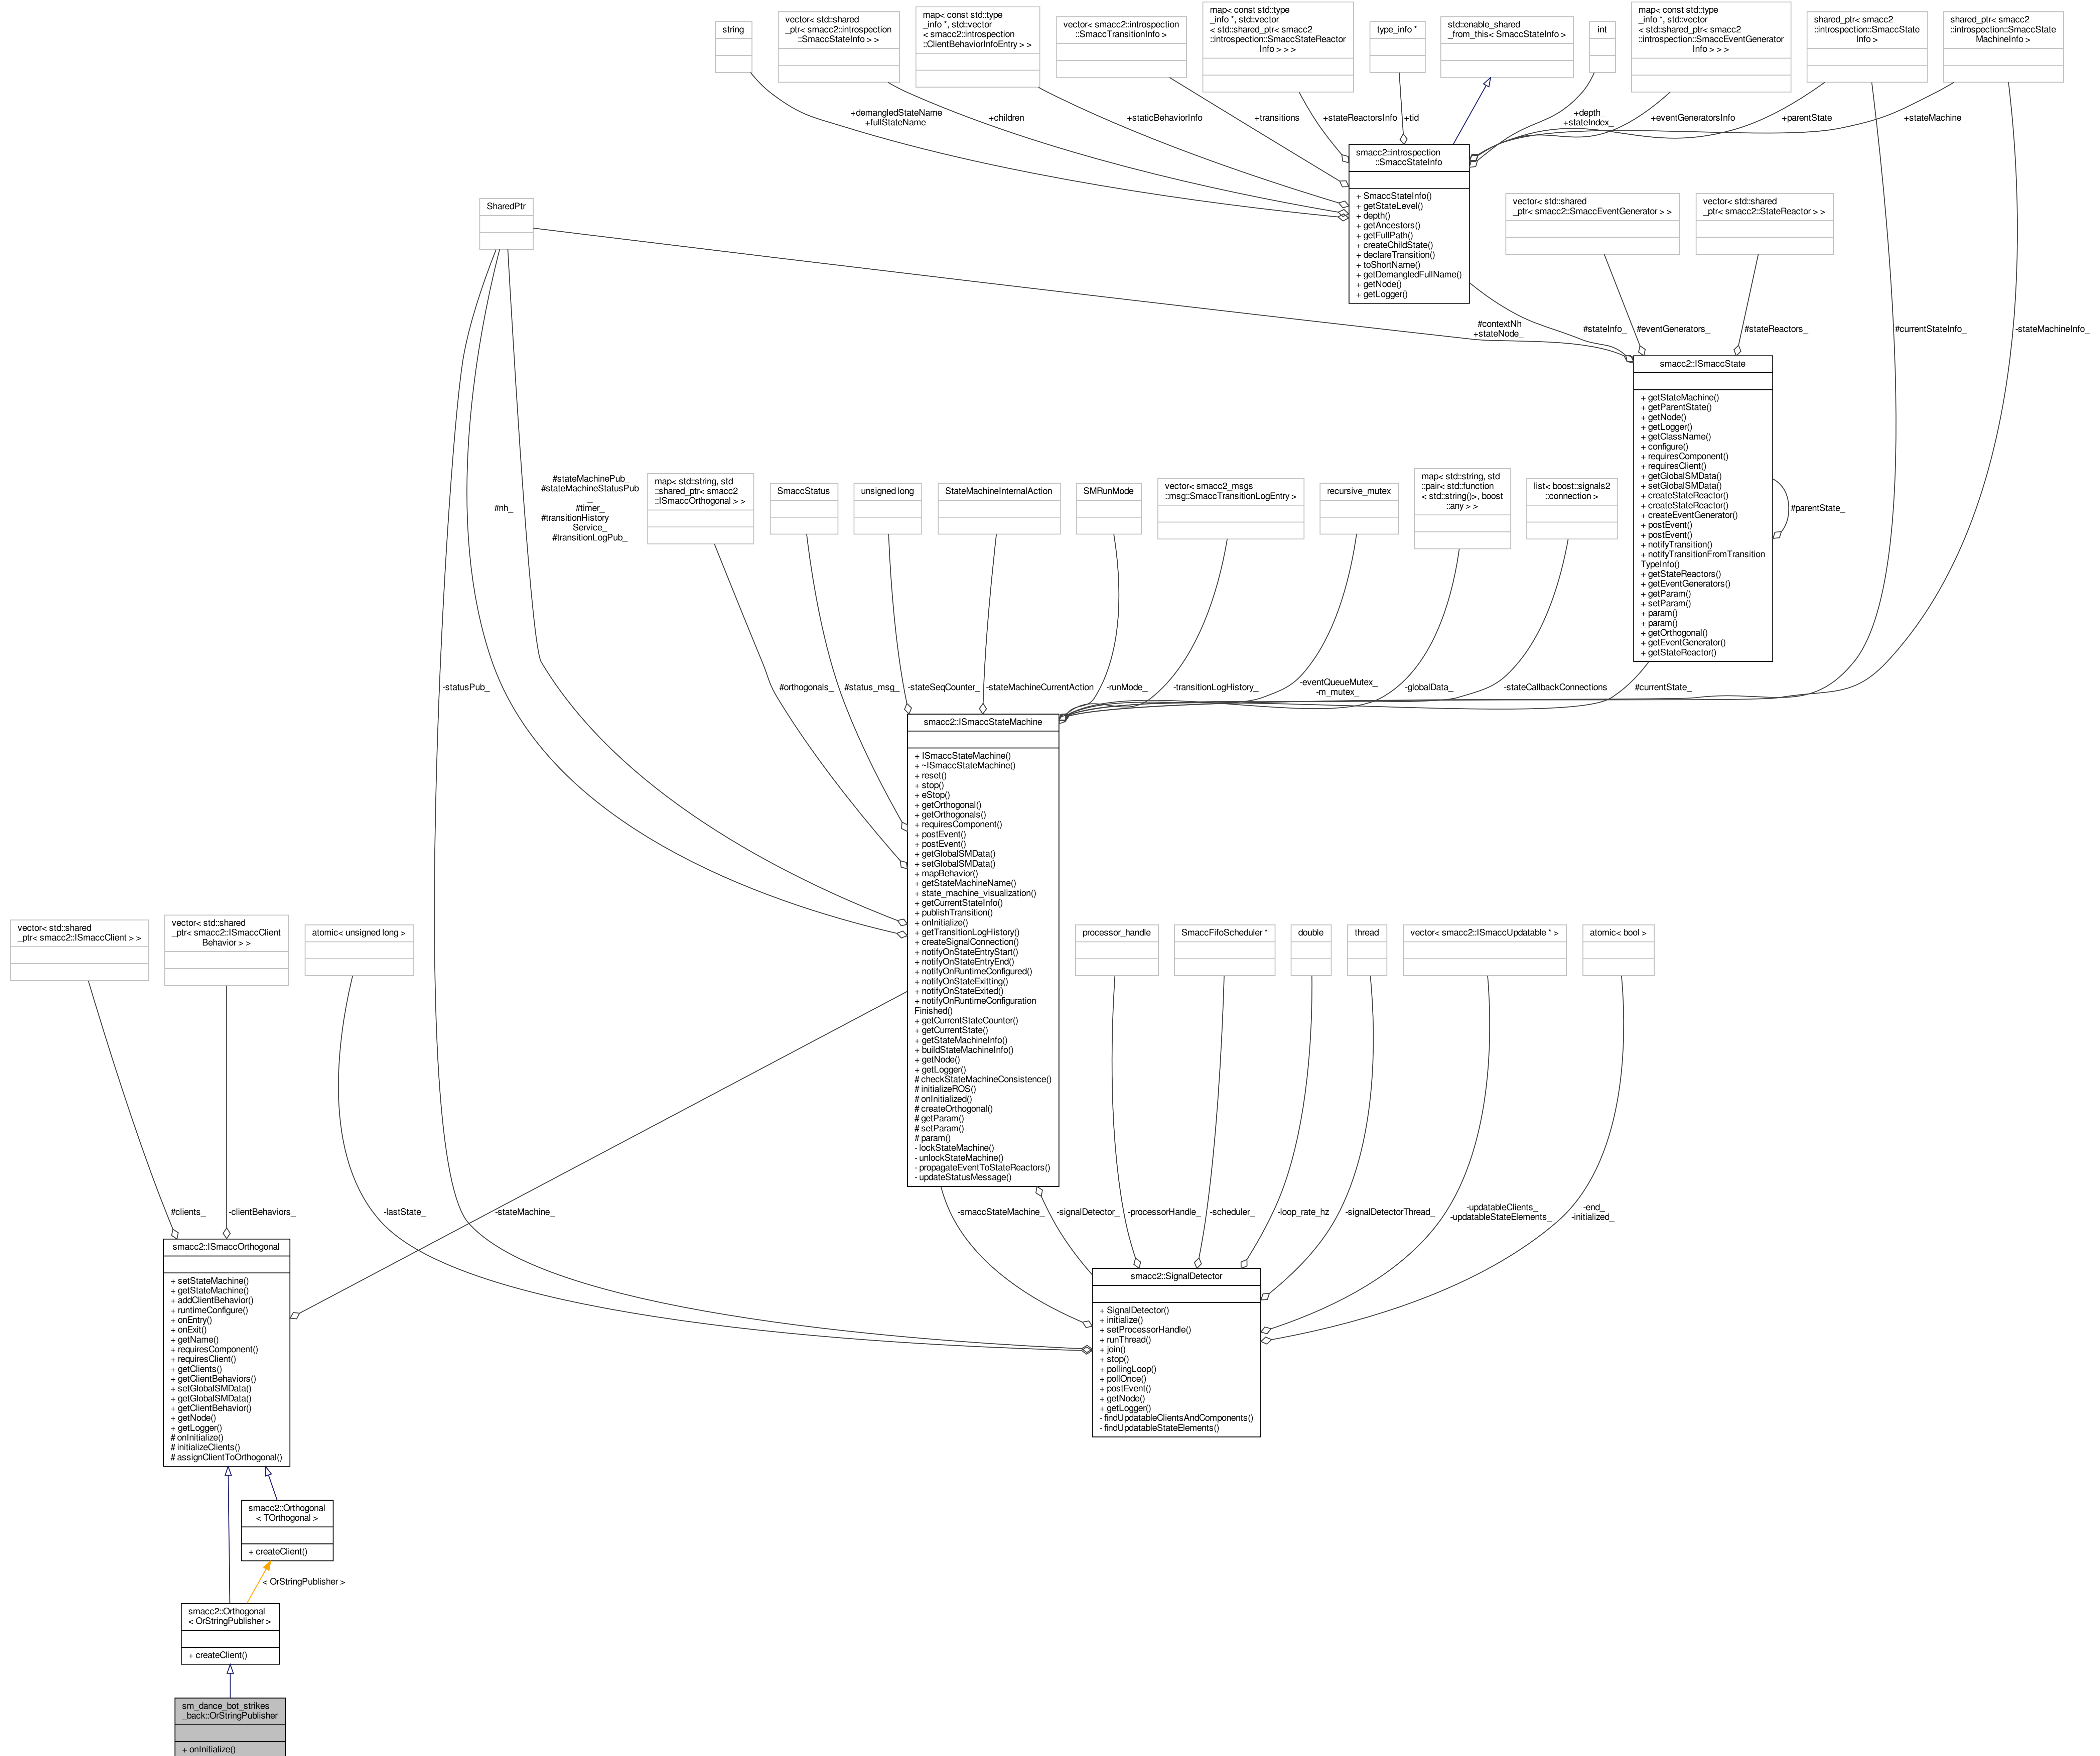 string
vector< std::shared
_ptr< smacc2::introspection
::SmaccStateInfo > >
map< const std::type
_info *, std::vector
< smacc2::introspection
::ClientBehaviorInfoEntry > >
vector< smacc2::introspection
::SmaccTransitionInfo >
map< const std::type
_info *, std::vector
< std::shared_ptr< smacc2
::introspection::SmaccStateReactor
Info > > >
type_info *
std::enable_shared
_from_this< SmaccStateInfo >
int
map< const std::type
_info *, std::vector
< std::shared_ptr< smacc2
::introspection::SmaccEventGenerator
Info > > >
shared_ptr< smacc2
::introspection::SmaccState
Info >
shared_ptr< smacc2
::introspection::SmaccState
MachineInfo >
+demangledStateName
+fullStateName
+children_
+staticBehaviorInfo
+transitions_
+stateReactorsInfo
+tid_
+depth_
+stateIndex_
+eventGeneratorsInfo
+parentState_
+stateMachine_
smacc2::introspection
::SmaccStateInfo
+ SmaccStateInfo()
+ getStateLevel()
+ depth()
+ getAncestors()
+ getFullPath()
+ createChildState()
+ declareTransition()
+ toShortName()
+ getDemangledFullName()
+ getNode()
+ getLogger()
SharedPtr
vector< std::shared
_ptr< smacc2::SmaccEventGenerator > >
vector< std::shared
_ptr< smacc2::StateReactor > >
#contextNh
+stateNode_
#stateInfo_
#eventGenerators_
#stateReactors_
#currentStateInfo_
-stateMachineInfo_
smacc2::ISmaccState
+ getStateMachine()
+ getParentState()
+ getNode()
+ getLogger()
+ getClassName()
+ configure()
+ requiresComponent()
+ requiresClient()
+ getGlobalSMData()
+ setGlobalSMData()
+ createStateReactor()
+ createStateReactor()
+ createEventGenerator()
+ postEvent()
+ postEvent()
+ notifyTransition()
+ notifyTransitionFromTransition
TypeInfo()
+ getStateReactors()
+ getEventGenerators()
+ getParam()
+ setParam()
+ param()
+ param()
+ getOrthogonal()
+ getEventGenerator()
+ getStateReactor()
#parentState_
#nh_
#stateMachinePub_
#stateMachineStatusPub
_
#timer_
#transitionHistory
Service_
#transitionLogPub_
map< std::string, std
::shared_ptr< smacc2
::ISmaccOrthogonal > >
SmaccStatus
unsigned long
StateMachineInternalAction
SMRunMode
vector< smacc2_msgs
::msg::SmaccTransitionLogEntry >
recursive_mutex
map< std::string, std
::pair< std::function
< std::string()>, boost
::any > >
list< boost::signals2
::connection >
-statusPub_
#orthogonals_
#status_msg_
-stateSeqCounter_
-stateMachineCurrentAction
-runMode_
-transitionLogHistory_
-eventQueueMutex_
-m_mutex_
-globalData_
-stateCallbackConnections
#currentState_
smacc2::ISmaccStateMachine
+ ISmaccStateMachine()
+ ~ISmaccStateMachine()
+ reset()
+ stop()
+ eStop()
+ getOrthogonal()
+ getOrthogonals()
+ requiresComponent()
+ postEvent()
+ postEvent()
+ getGlobalSMData()
+ setGlobalSMData()
+ mapBehavior()
+ getStateMachineName()
+ state_machine_visualization()
+ getCurrentStateInfo()
+ publishTransition()
+ onInitialize()
+ getTransitionLogHistory()
+ createSignalConnection()
+ notifyOnStateEntryStart()
+ notifyOnStateEntryEnd()
+ notifyOnRuntimeConfigured()
+ notifyOnStateExitting()
+ notifyOnStateExited()
+ notifyOnRuntimeConfiguration
Finished()
+ getCurrentStateCounter()
+ getCurrentState()
+ getStateMachineInfo()
+ buildStateMachineInfo()
+ getNode()
+ getLogger()
# checkStateMachineConsistence()
# initializeROS()
# onInitialized()
# createOrthogonal()
# getParam()
# setParam()
# param()
- lockStateMachine()
- unlockStateMachine()
- propagateEventToStateReactors()
- updateStatusMessage()
vector< std::shared
_ptr< smacc2::ISmaccClient > >
vector< std::shared
_ptr< smacc2::ISmaccClient
Behavior > >
atomic< unsigned long >
processor_handle
SmaccFifoScheduler *
double
thread
vector< smacc2::ISmaccUpdatable * >
atomic< bool >
#clients_
-clientBehaviors_
-lastState_
-stateMachine_
-smaccStateMachine_
-signalDetector_
-processorHandle_
-scheduler_
-loop_rate_hz
-signalDetectorThread_
-updatableClients_
-updatableStateElements_
-end_
-initialized_
smacc2::ISmaccOrthogonal
+ setStateMachine()
+ getStateMachine()
+ addClientBehavior()
+ runtimeConfigure()
+ onEntry()
+ onExit()
+ getName()
+ requiresComponent()
+ requiresClient()
+ getClients()
+ getClientBehaviors()
+ setGlobalSMData()
+ getGlobalSMData()
+ getClientBehavior()
+ getNode()
+ getLogger()
# onInitialize()
# initializeClients()
# assignClientToOrthogonal()
smacc2::SignalDetector
+ SignalDetector()
+ initialize()
+ setProcessorHandle()
+ runThread()
+ join()
+ stop()
+ pollingLoop()
+ pollOnce()
+ postEvent()
+ getNode()
+ getLogger()
- findUpdatableClientsAndComponents()
- findUpdatableStateElements()
smacc2::Orthogonal
< TOrthogonal >
+ createClient()
< OrStringPublisher >
smacc2::Orthogonal
< OrStringPublisher >
+ createClient()
sm_dance_bot_strikes
_back::OrStringPublisher
+ onInitialize()